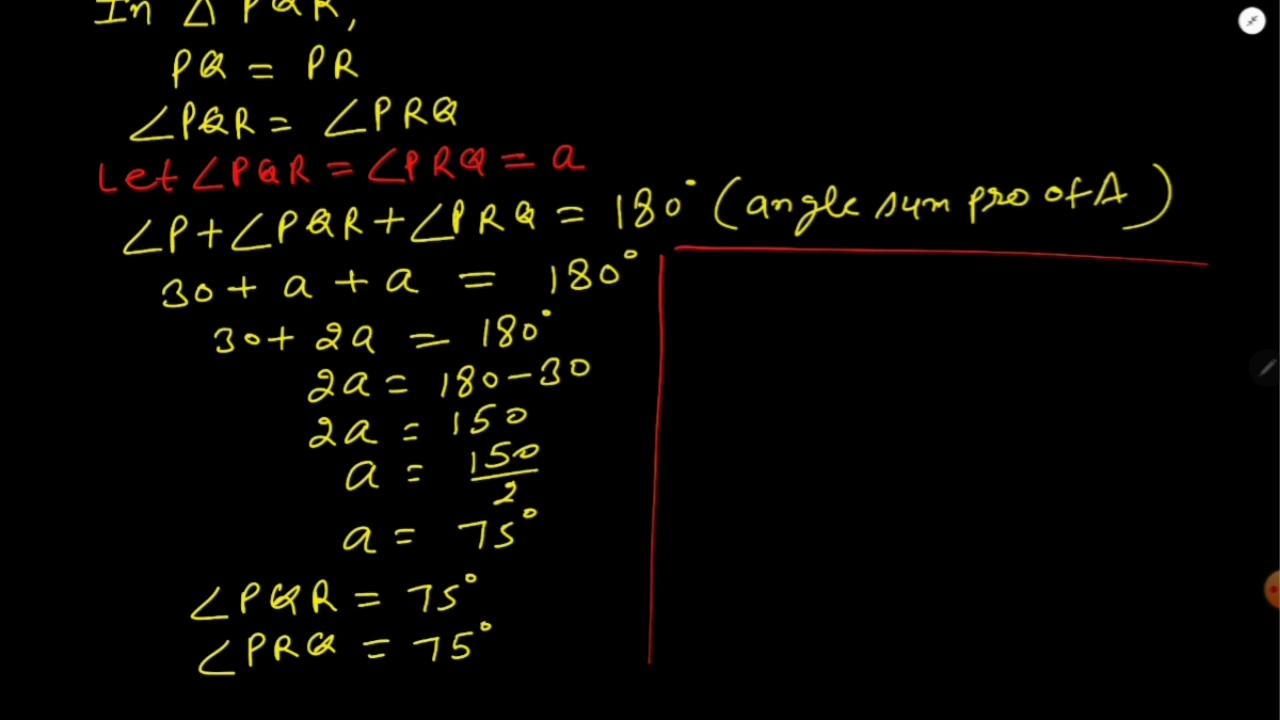 In Δ PQR,
PQ = PR
∠PQR = ∠PRQ
Let ∠PQR = ∠PRQ = a
∠P + ∠PQR + ∠PRQ = 180° (angle sum pro of Δ)
30 + a + a = 180°
30 + 2a = 180°
2a = 180 - 30
2a = 150
a = 150/2
a = 75°
∠PQR = 75°
∠PRQ = 75°